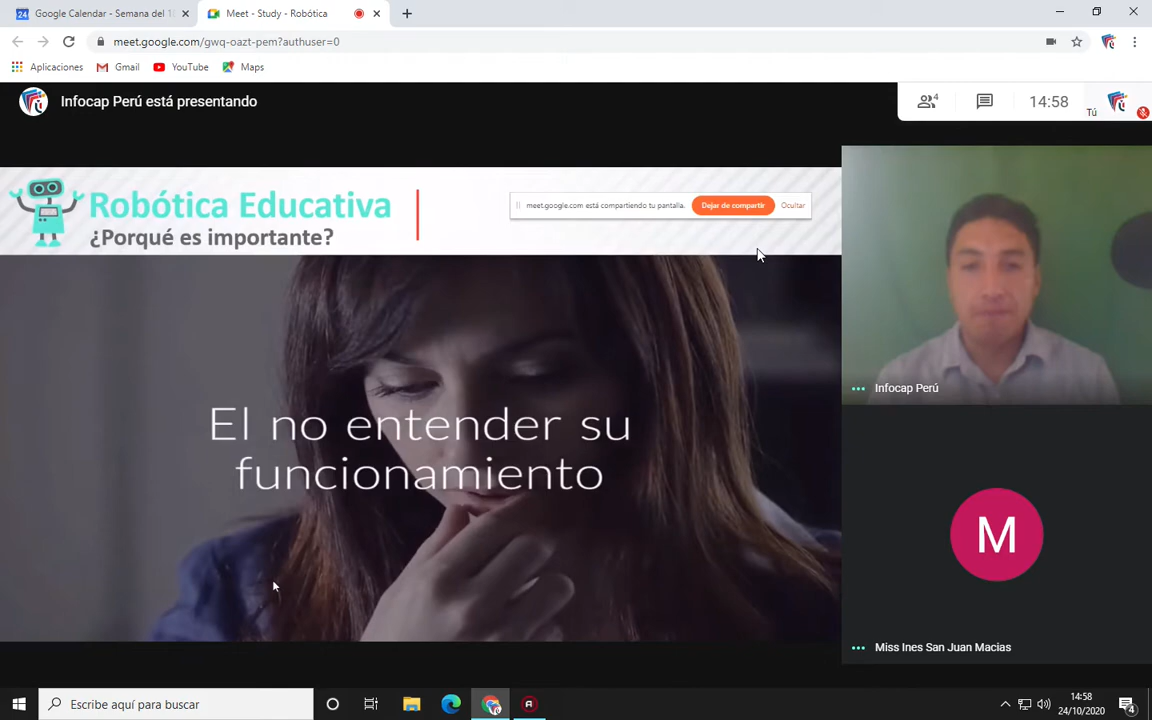 Google Calendar - Semana del 18
Meet - Study - Robótica
meet.google.com/gwq-oazt-pem?authuser=0
Aplicaciones
Gmail
YouTube
Maps
Infocap Perú está presentando
4
14:58
Tú
Robótica Educativa
¿Porqué es importante?
meet.google.com está compartiendo tu pantalla.
Dejar de compartir
Ocultar
El no entender su
funcionamiento
Infocap Perú
M
Miss Ines San Juan Macias
Escribe aquí para buscar
14:58
24/10/2020
4